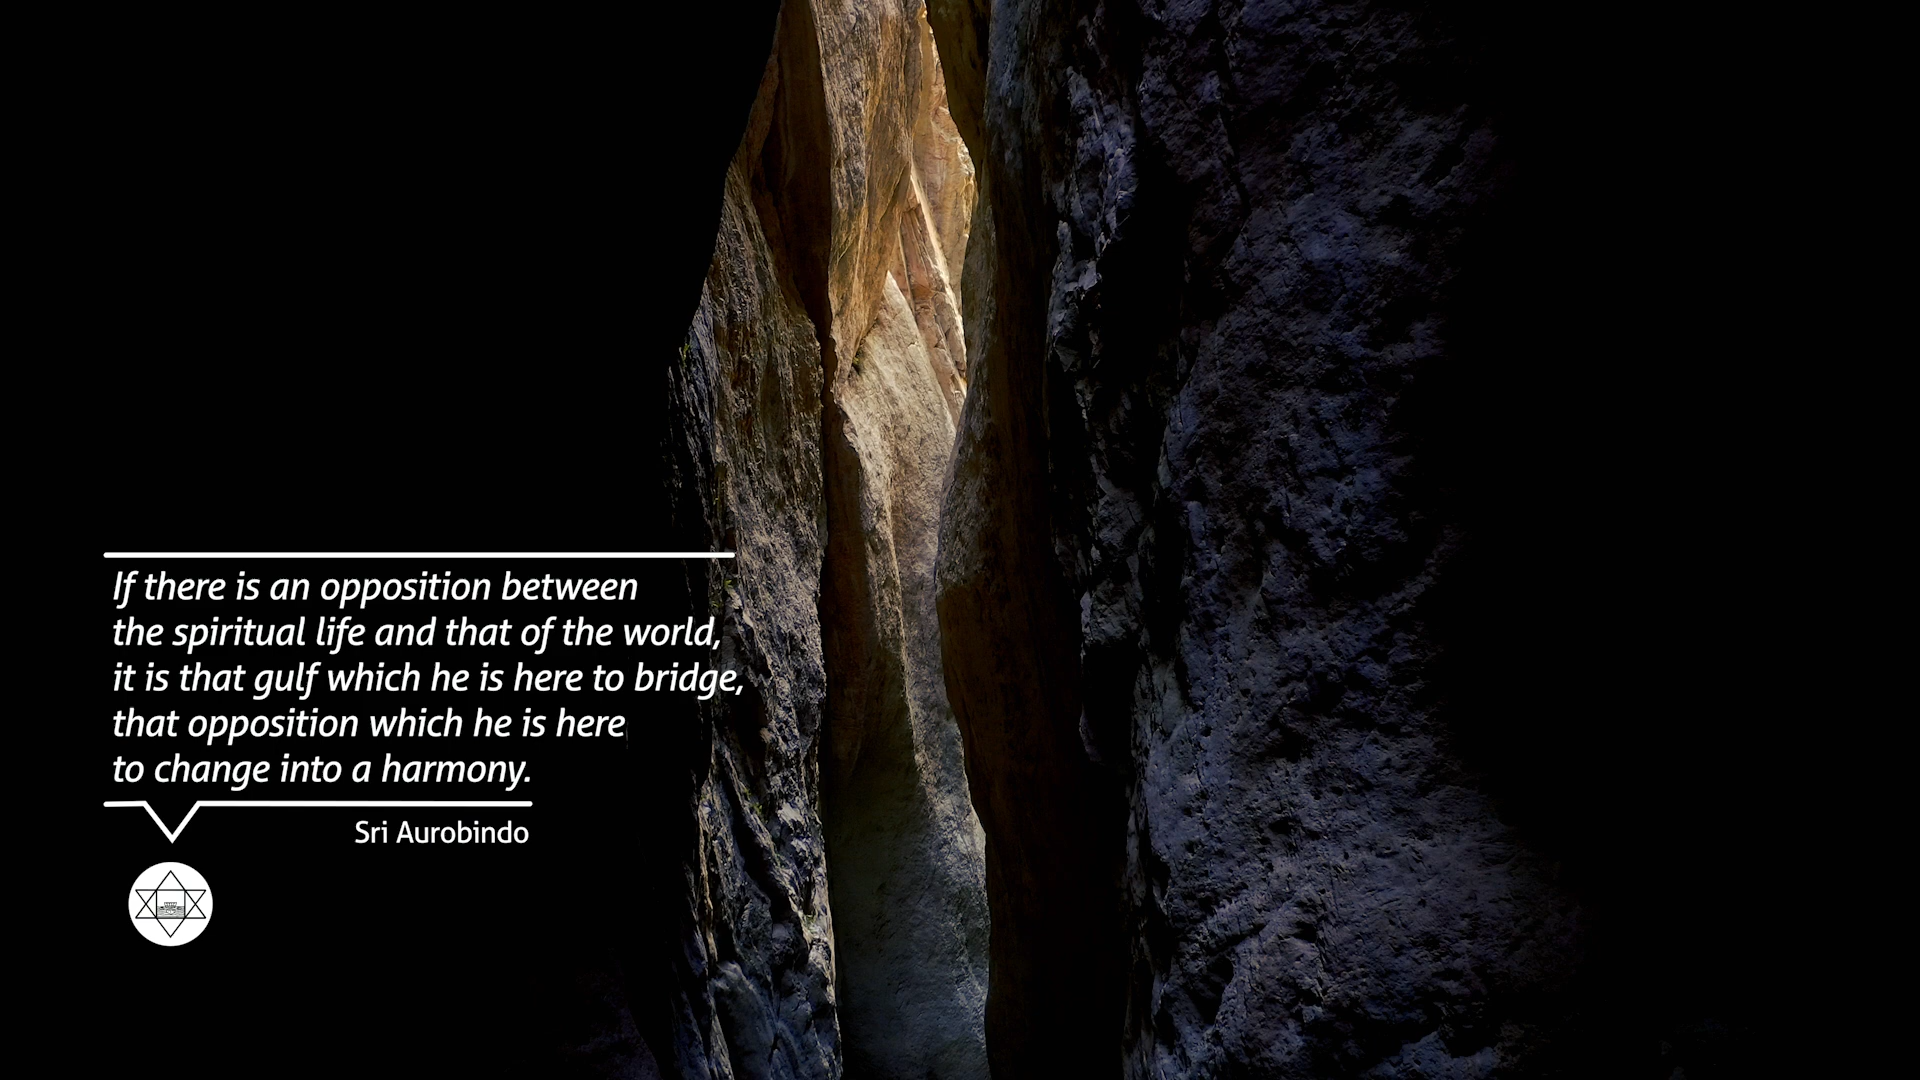 If there is an opposition between
the spiritual life and that of the world,
it is that gulf which he is here to bridge,
that opposition which he is here
to change into a harmony.
Sri Aurobindo